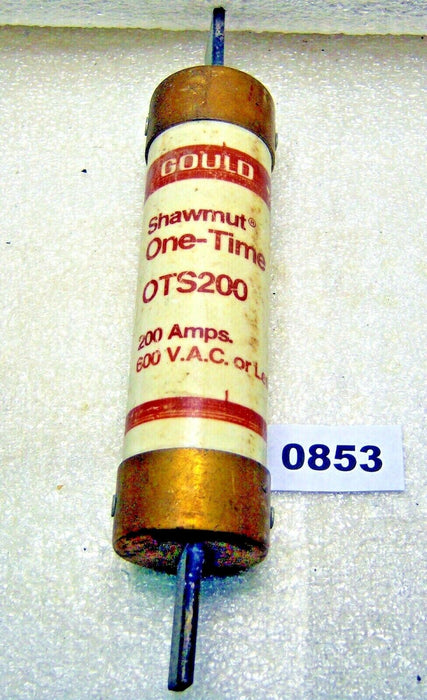 GOULD
Shawmut®
One-Time
OTS200
200 Amps.
600 V.A.C. or
0853